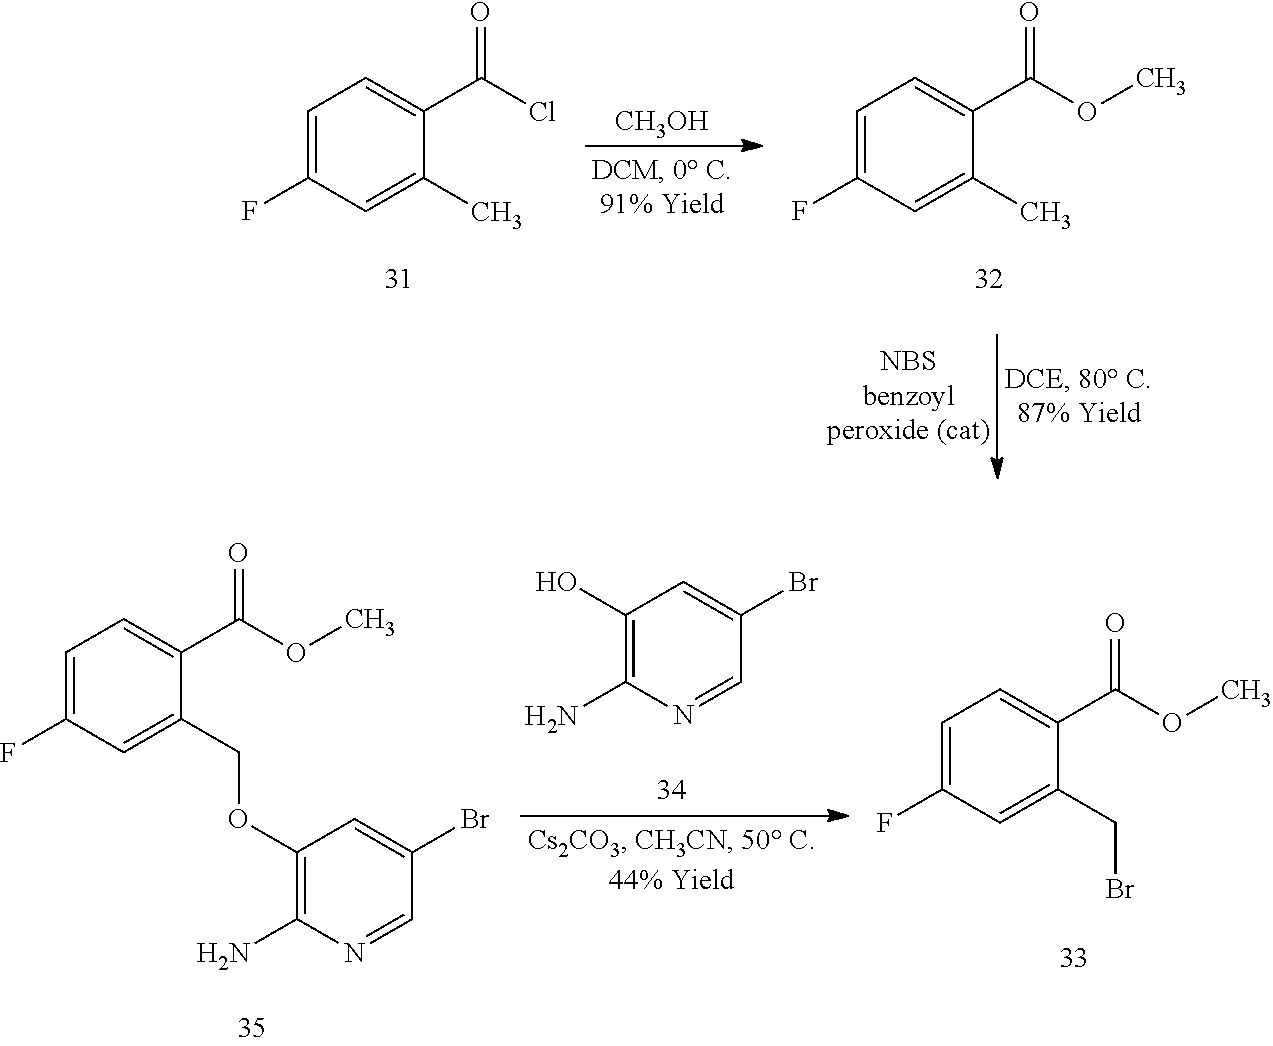 O
Cl
F
CH3
31
CH3OH
DCM, 0° C.
91% Yield
O
O
CH3
F
CH3
32
NBS
benzoyl
peroxide (cat)
DCE, 80° C.
87% Yield
O
O
CH3
F
O
Br
H2N
N
35
HO
Br
H2N
N
34
Cs2CO3, CH3CN, 50° C.
44% Yield
O
O
CH3
F
Br
33